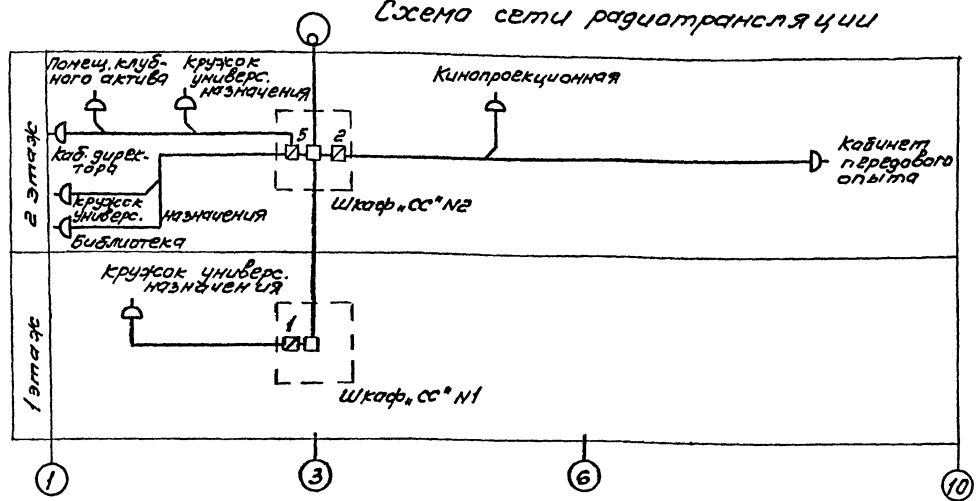 Схема сети радиотрансляции
Помещ. клуб-
ного актива
кружок
универс.
назначения
Кинопроекционная
5
2
Каб. дирек-
тора
Кабинет
передового
опыта
кружок
универс. назначения
Библиотека
Шкаф „СС" N2
2 этаж
кружок универс.
назначения
1
Шкаф „СС" N1
1 этаж
1
3
6
10